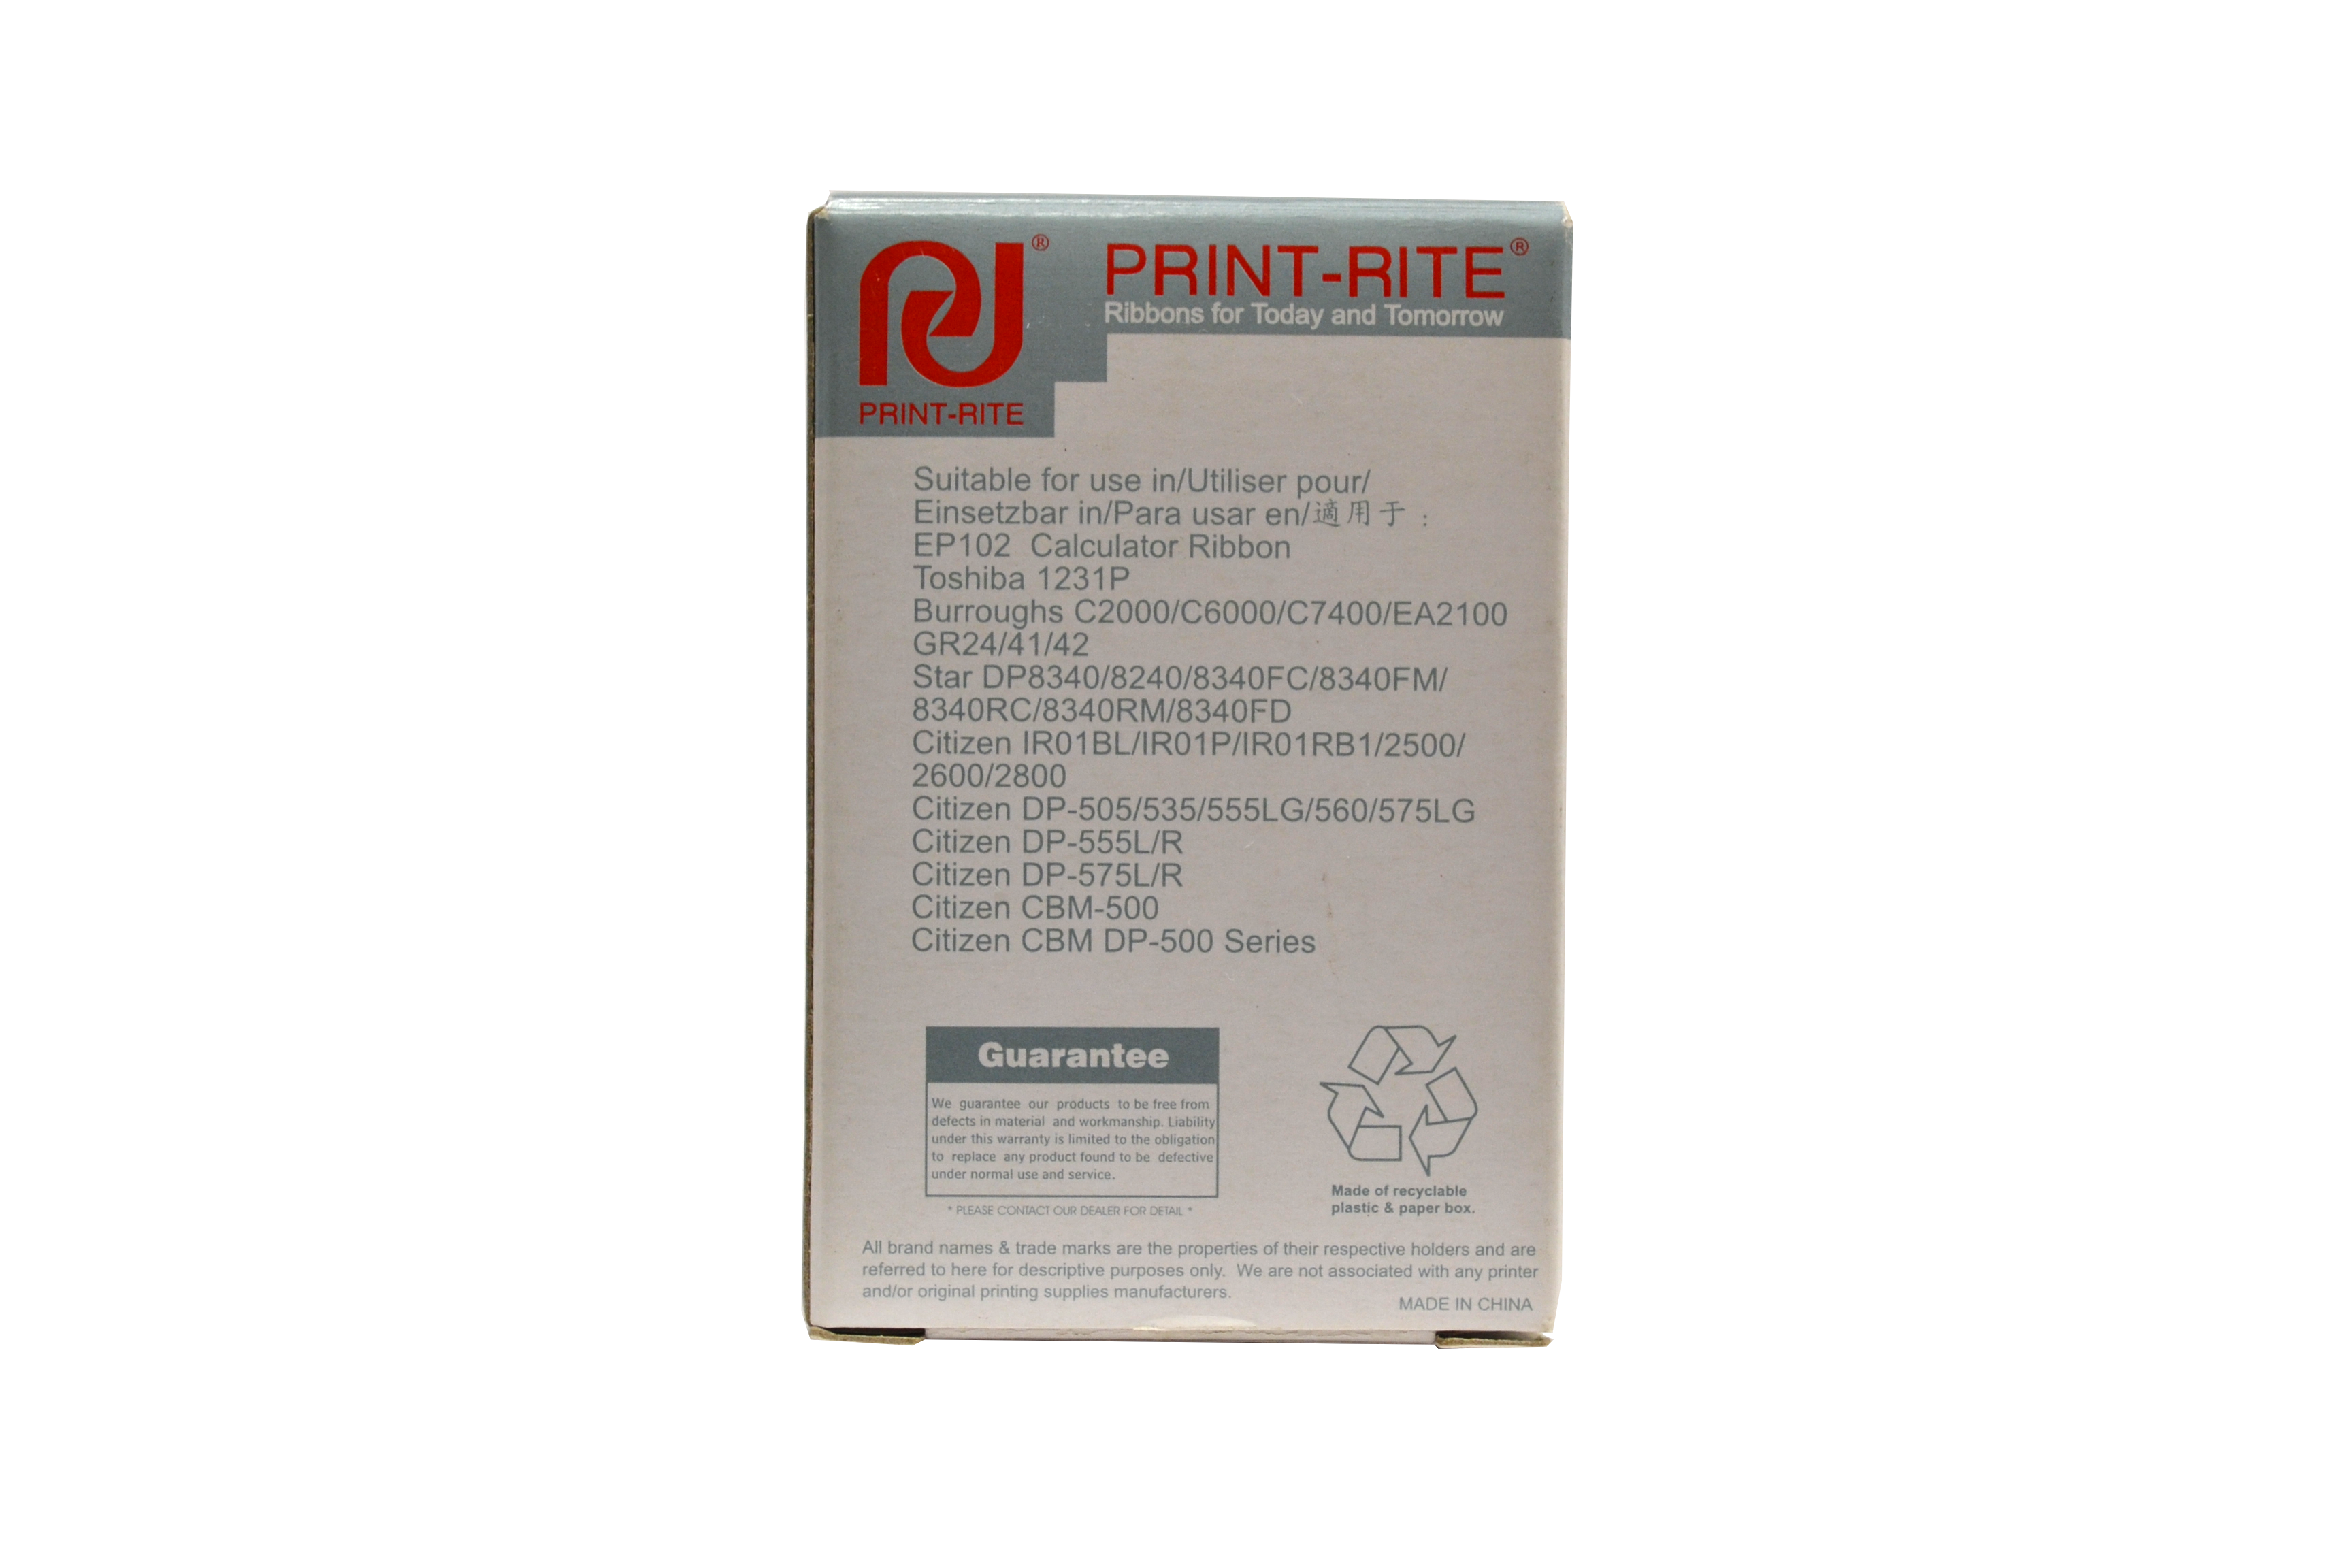 ®
PRINT-RITE
PRINT-RITE®
Ribbons for Today and Tomorrow
Suitable for use in/Utiliser pour/
Einsetzbar in/Para usar en/適用于 :
EP102 Calculator Ribbon
Toshiba 1231P
Burroughs C2000/C6000/C7400/EA2100
GR24/41/42
Star DP8340/8240/8340FC/8340FM/
8340RC/8340RM/8340FD
Citizen IR01BL/IR01P/IR01RB1/2500/
2600/2800
Citizen DP-505/535/555LG/560/575LG
Citizen DP-555L/R
Citizen DP-575L/R
Citizen CBM-500
Citizen CBM DP-500 Series
Guarantee
We guarantee our products to be free from
defects in material and workmanship. Liability
under this warranty is limited to the obligation
to replace any product found to be defective
under normal use and service.
* PLEASE CONTACT OUR DEALER FOR DETAIL *
Made of recyclable
plastic & paper box.
All brand names & trade marks are the properties of their respective holders and are
referred to here for descriptive purposes only. We are not associated with any printer
and/or original printing supplies manufacturers.
MADE IN CHINA